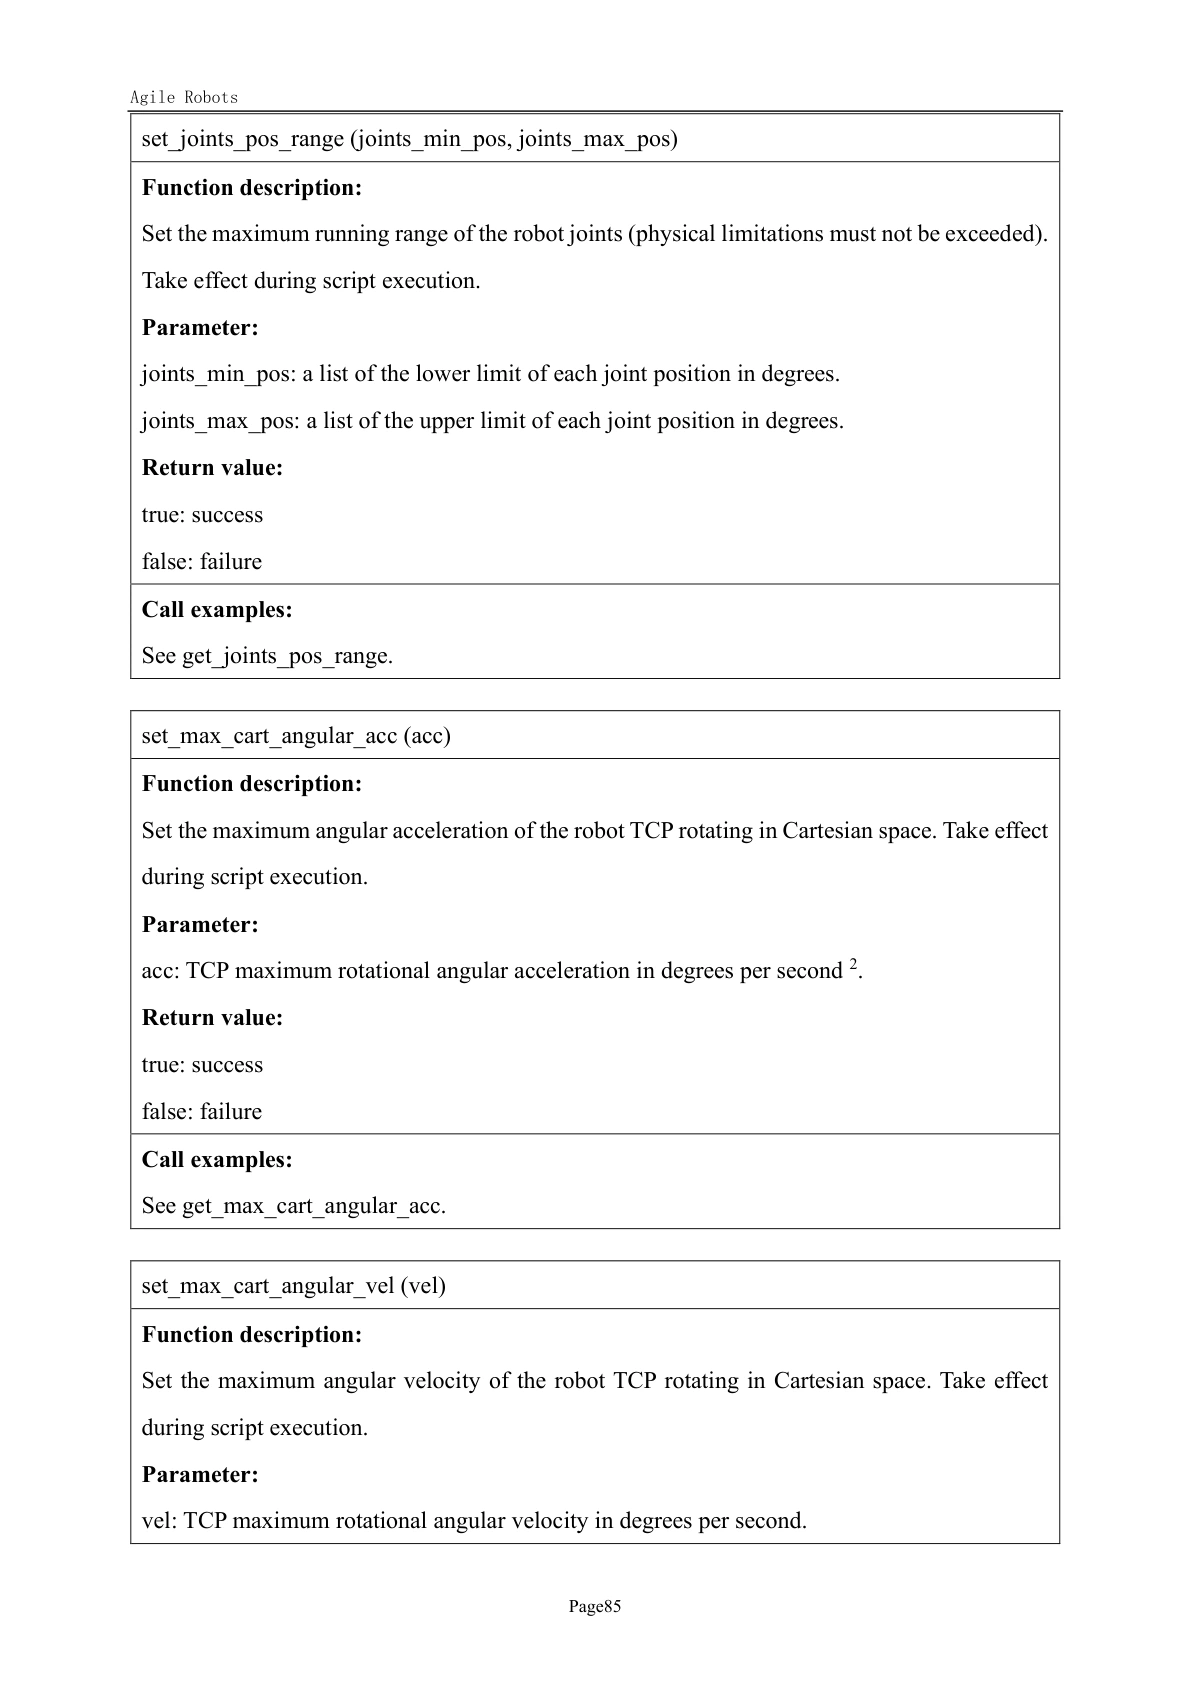 Agile Robots
set_joints_pos_range (joints_min_pos, joints_max_pos)
Function description:
Set the maximum running range of the robot joints (physical limitations must not be exceeded).
Take effect during script execution.
Parameter:
joints_min_pos: a list of the lower limit of each joint position in degrees.
joints_max_pos: a list of the upper limit of each joint position in degrees.
Return value:
true: success
false: failure
Call examples:
See get_joints_pos_range.
set_max_cart_angular_acc (acc)
Function description:
Set the maximum angular acceleration of the robot TCP rotating in Cartesian space. Take effect
during script execution.
Parameter:
acc: TCP maximum rotational angular acceleration in degrees per second ².
Return value:
true: success
false: failure
Call examples:
See get_max_cart_angular_acc.
set_max_cart_angular_vel (vel)
Function description:
Set the maximum angular velocity of the robot TCP rotating in Cartesian space. Take effect
during script execution.
Parameter:
vel: TCP maximum rotational angular velocity in degrees per second.
Page85